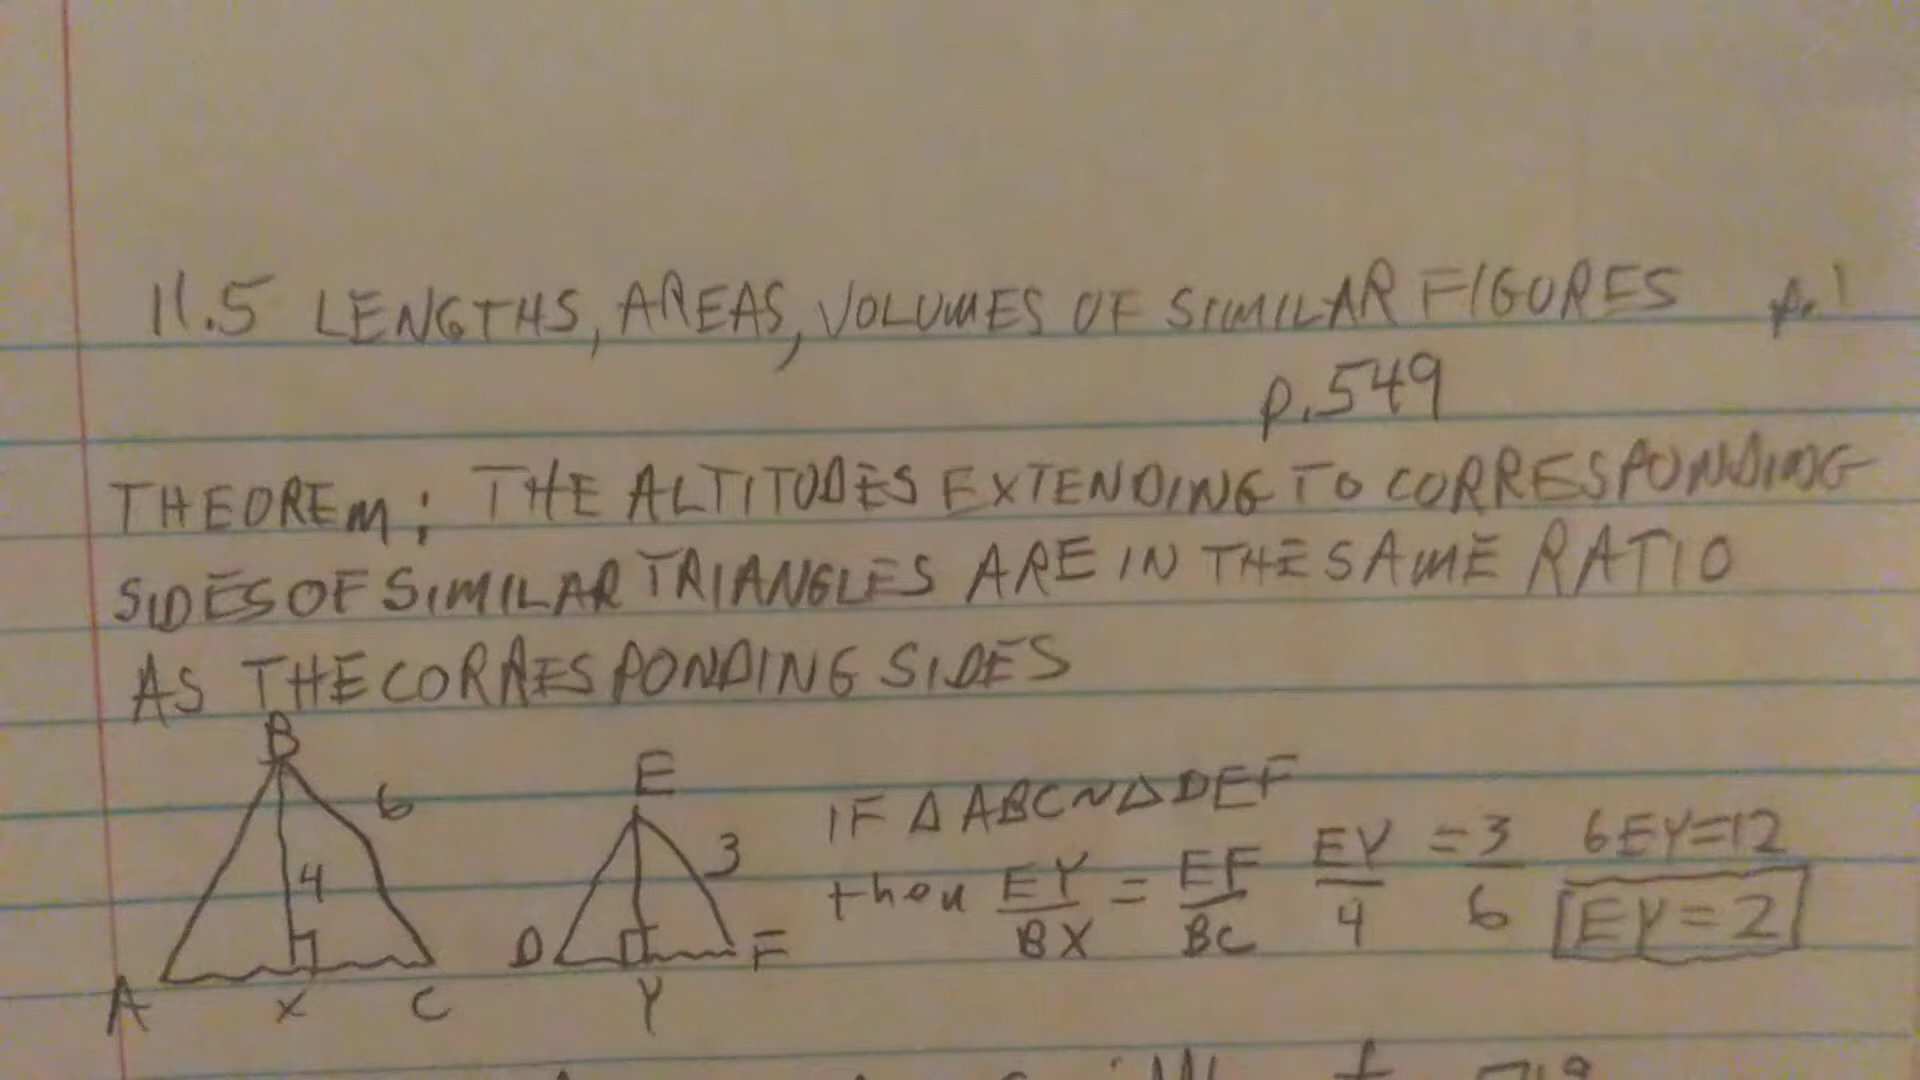 11.5 LENGTHS, AREAS, VOLUMES OF SIMILAR FIGURES p.1
p.549
THEOREM: THE ALTITUDES EXTENDING TO CORRESPONDING
SIDES OF SIMILAR TRIANGLES ARE IN THE SAME RATIO
AS THE CORRESPONDING SIDES
B 6 4 A X C
E 3 D F Y
IF △ABC~△DEF
then EY/BX = EF/BC EY/4 = 3/6 6EY=12
EY=2